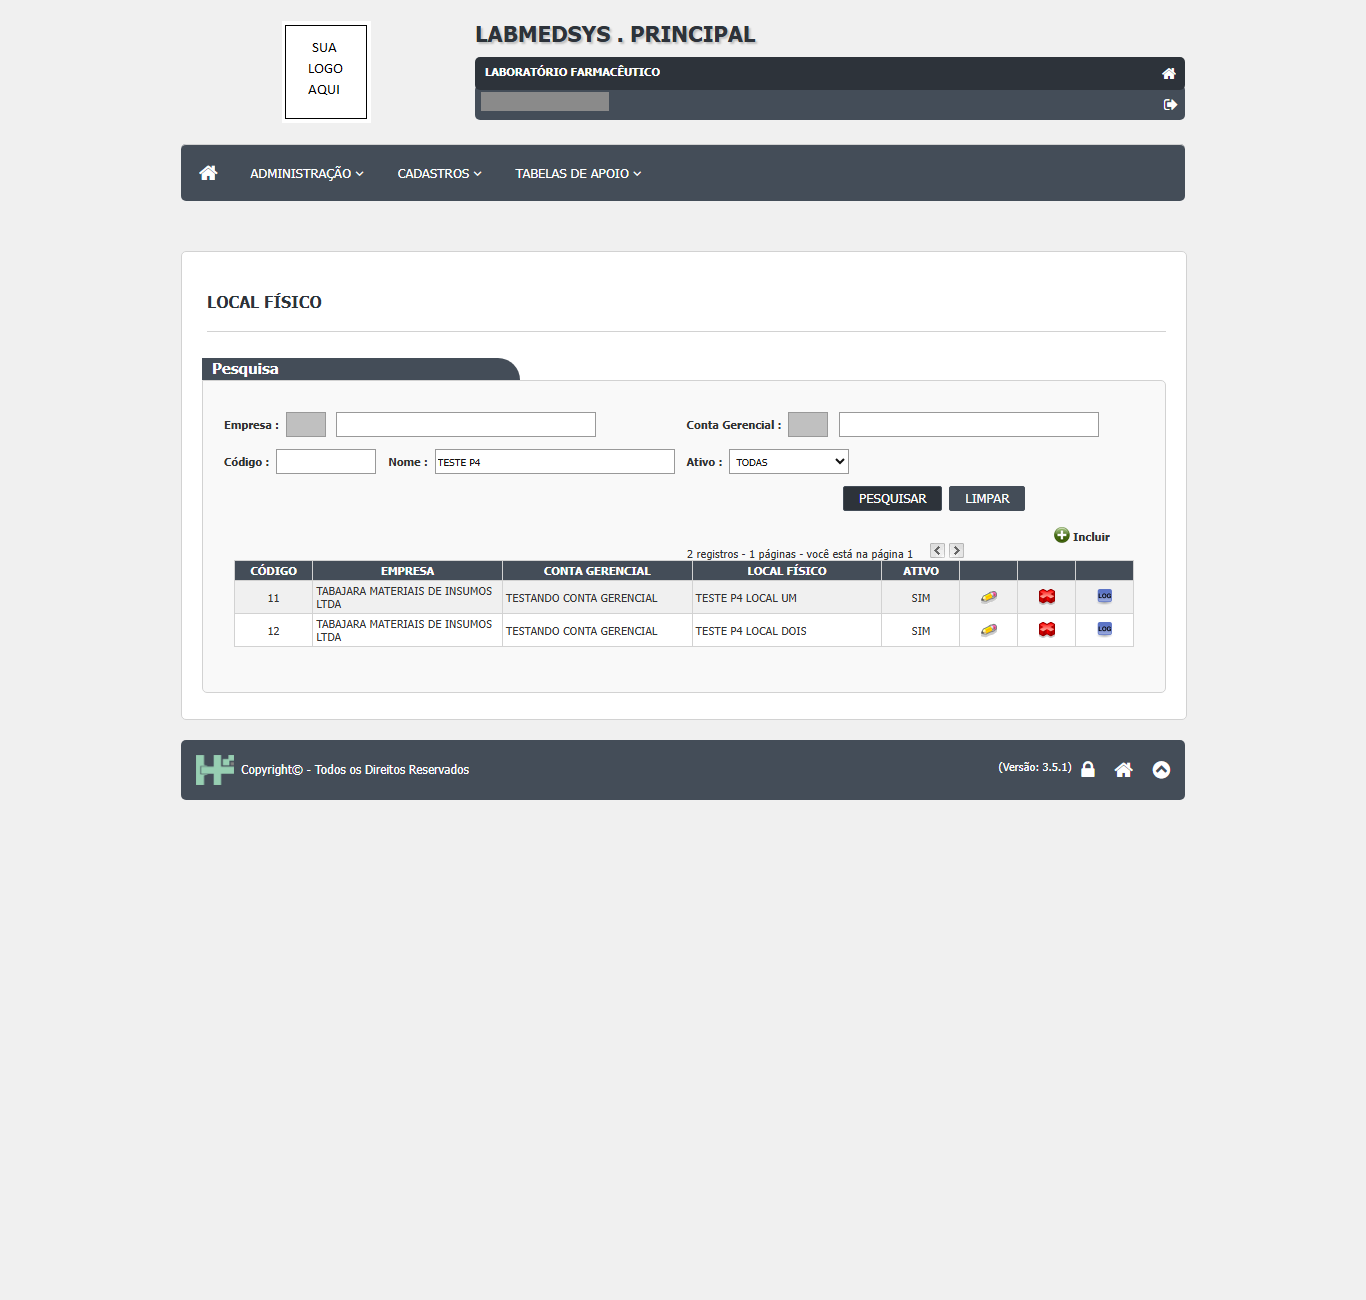 SUA
LOGO
AQUI
LABMEDSYS . PRINCIPAL
LABORATÓRIO FARMACÊUTICO
ADMINISTRAÇÃO CADASTROS TABELAS DE APOIO
LOCAL FÍSICO
Pesquisa
Empresa : Conta Gerencial :
Código : Nome : TESTE P4 Ativo : TODAS
PESQUISAR LIMPAR
Incluir
2 registros - 1 páginas - você está na página 1
CÓDIGO EMPRESA CONTA GERENCIAL LOCAL FÍSICO ATIVO
11 TABAJARA MATERIAIS DE INSUMOS LTDA TESTANDO CONTA GERENCIAL TESTE P4 LOCAL UM SIM LOG
12 TABAJARA MATERIAIS DE INSUMOS LTDA TESTANDO CONTA GERENCIAL TESTE P4 LOCAL DOIS SIM LOG
Copyright© - Todos os Direitos Reservados (Versão: 3.5.1)